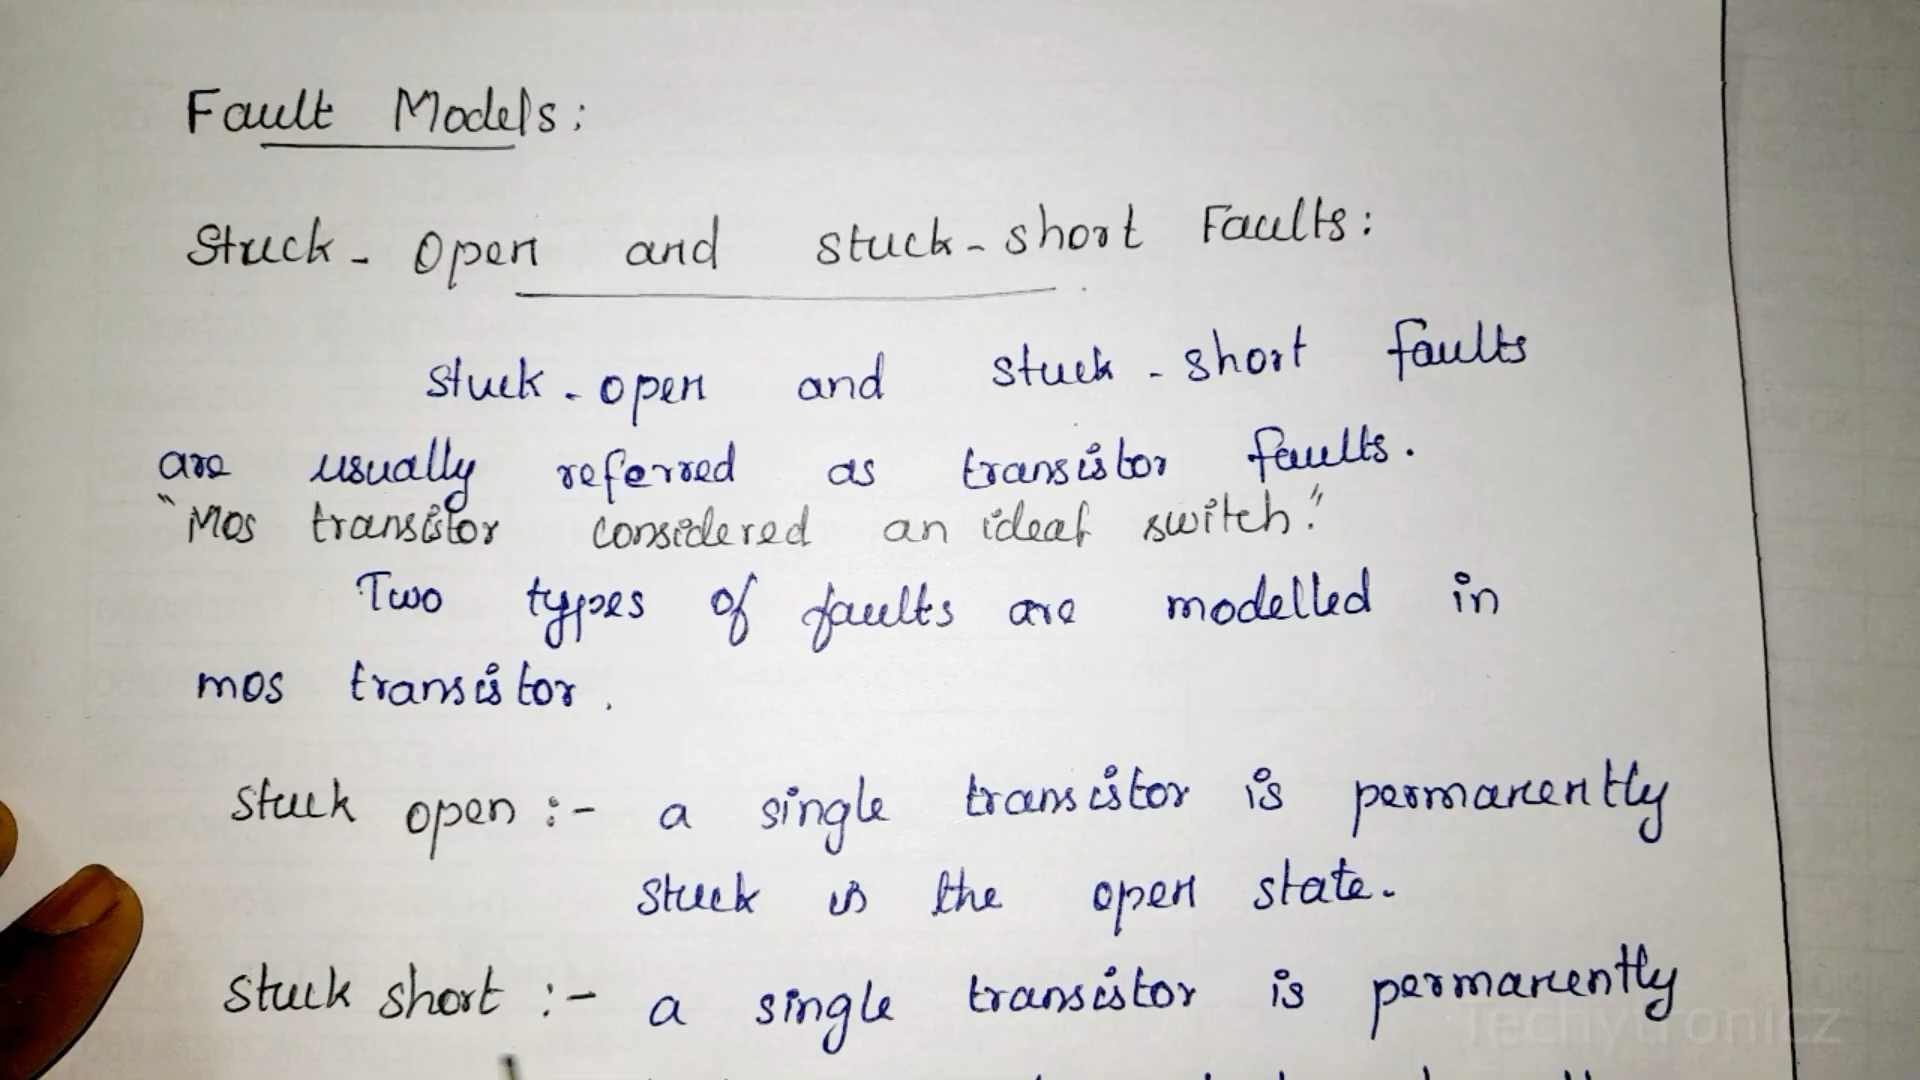 Fault Models:
Stuck-Open and stuck-short Faults:
stuck-open and stuck-short faults
are usually referred as transistor faults.
"Mos transistor considered an ideal switch."
Two types of faults are modelled in
mos transistor.
stuck open :- a single transistor is permanently
stuck is the open state.
stuck short :- a single transistor is permanently
Techytronicz